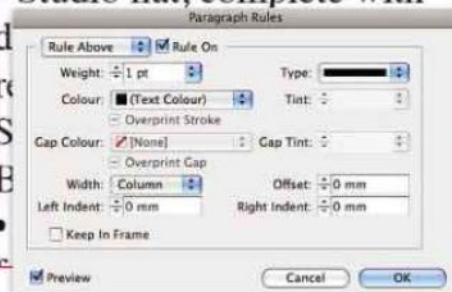 Studio flat, complete with
Paragraph Rules
Rule Above Rule On
Weight: 1 pt Type:
Colour: (Text Colour) Tint:
Overprint Stroke
Gap Colour: [None] Gap Tint:
Overprint Gap
Width: Column Offset: 0 mm
Left Indent: 0 mm Right Indent: 0 mm
Keep In Frame
Preview Cancel OK